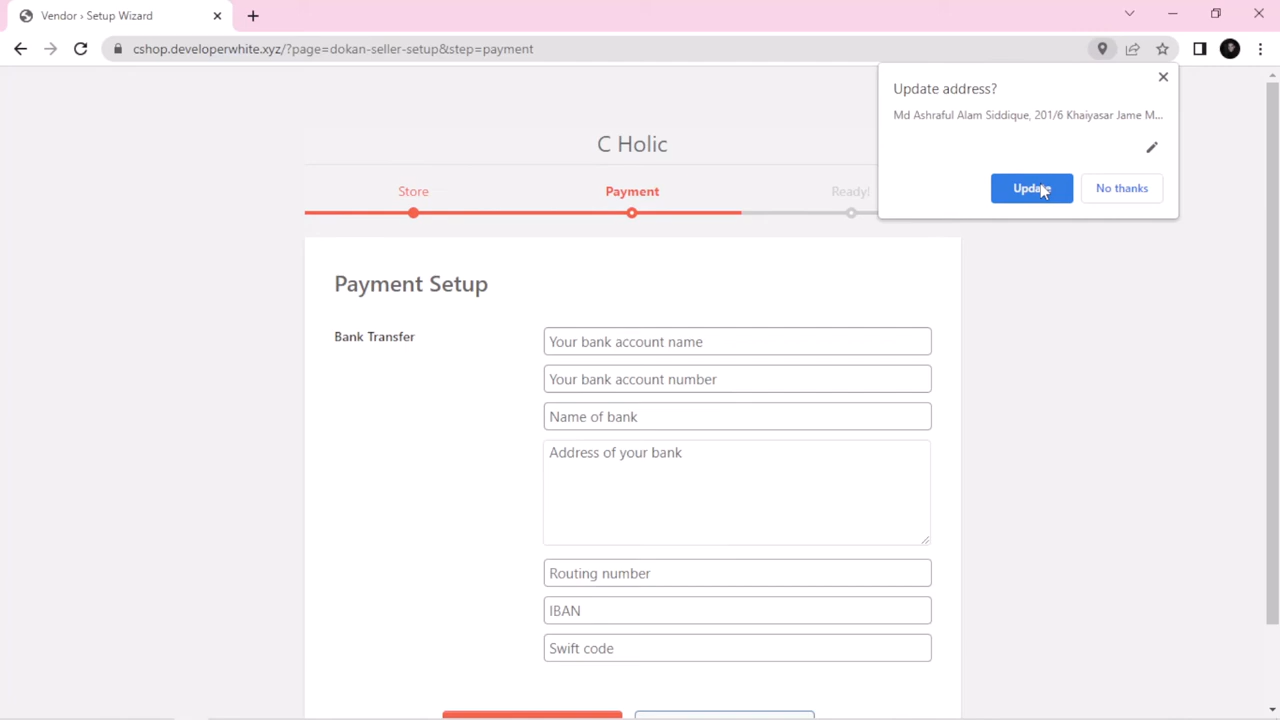 Vendor › Setup Wizard
cshop.developerwhite.xyz/?page=dokan-seller-setup&step=payment
Update address?
Md Ashraful Alam Siddique, 201/6 Khaiyasar Jame M...
Update
No thanks
C Holic
Store
Payment
Ready!
Payment Setup
Bank Transfer
Your bank account name
Your bank account number
Name of bank
Address of your bank
Routing number
IBAN
Swift code